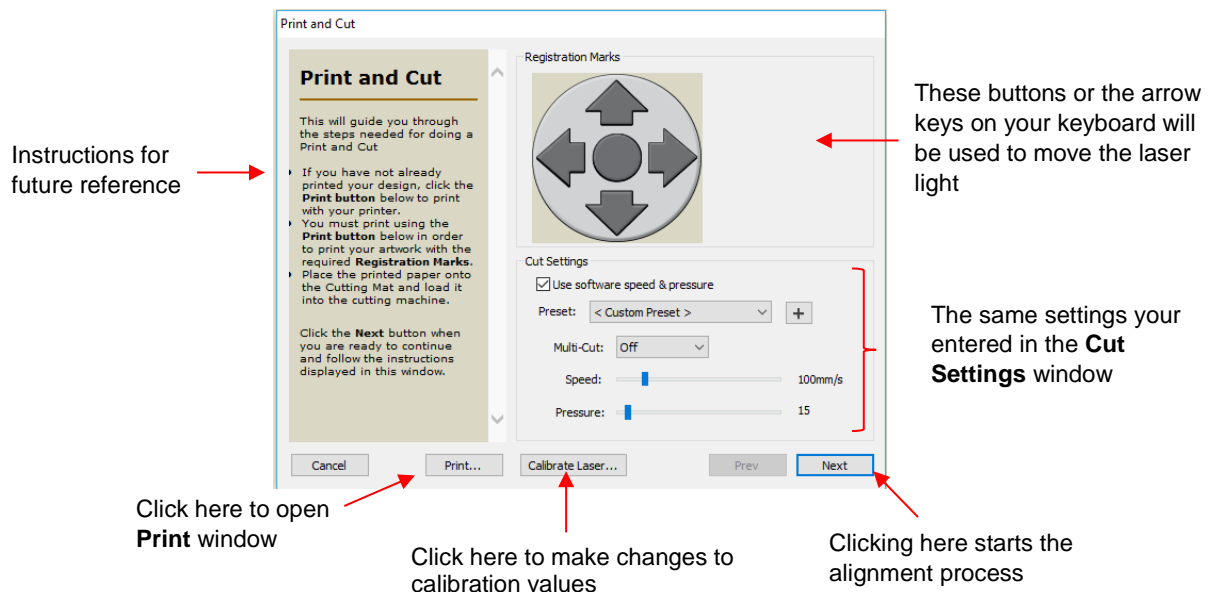 Print and Cut
Print and Cut
This will guide you through
the steps needed for doing a
Print and Cut
If you have not already
printed your design, click the
Print button below to print
with your printer.
You must print using the
Print button below in order
to print your artwork with the
required Registration Marks.
Place the printed paper onto
the Cutting Mat and load it
into the cutting machine.
Click the Next button when
you are ready to continue
and follow the instructions
displayed in this window.
Registration Marks
Cut Settings
Use software speed & pressure
Preset: < Custom Preset > +
Multi-Cut: Off
Speed: 100mm/s
Pressure: 15
Cancel Print... Calibrate Laser... Prev Next
Instructions for
future reference
These buttons or the arrow
keys on your keyboard will
be used to move the laser
light
The same settings your
entered in the Cut
Settings window
Click here to open
Print window
Click here to make changes to
calibration values
Clicking here starts the
alignment process